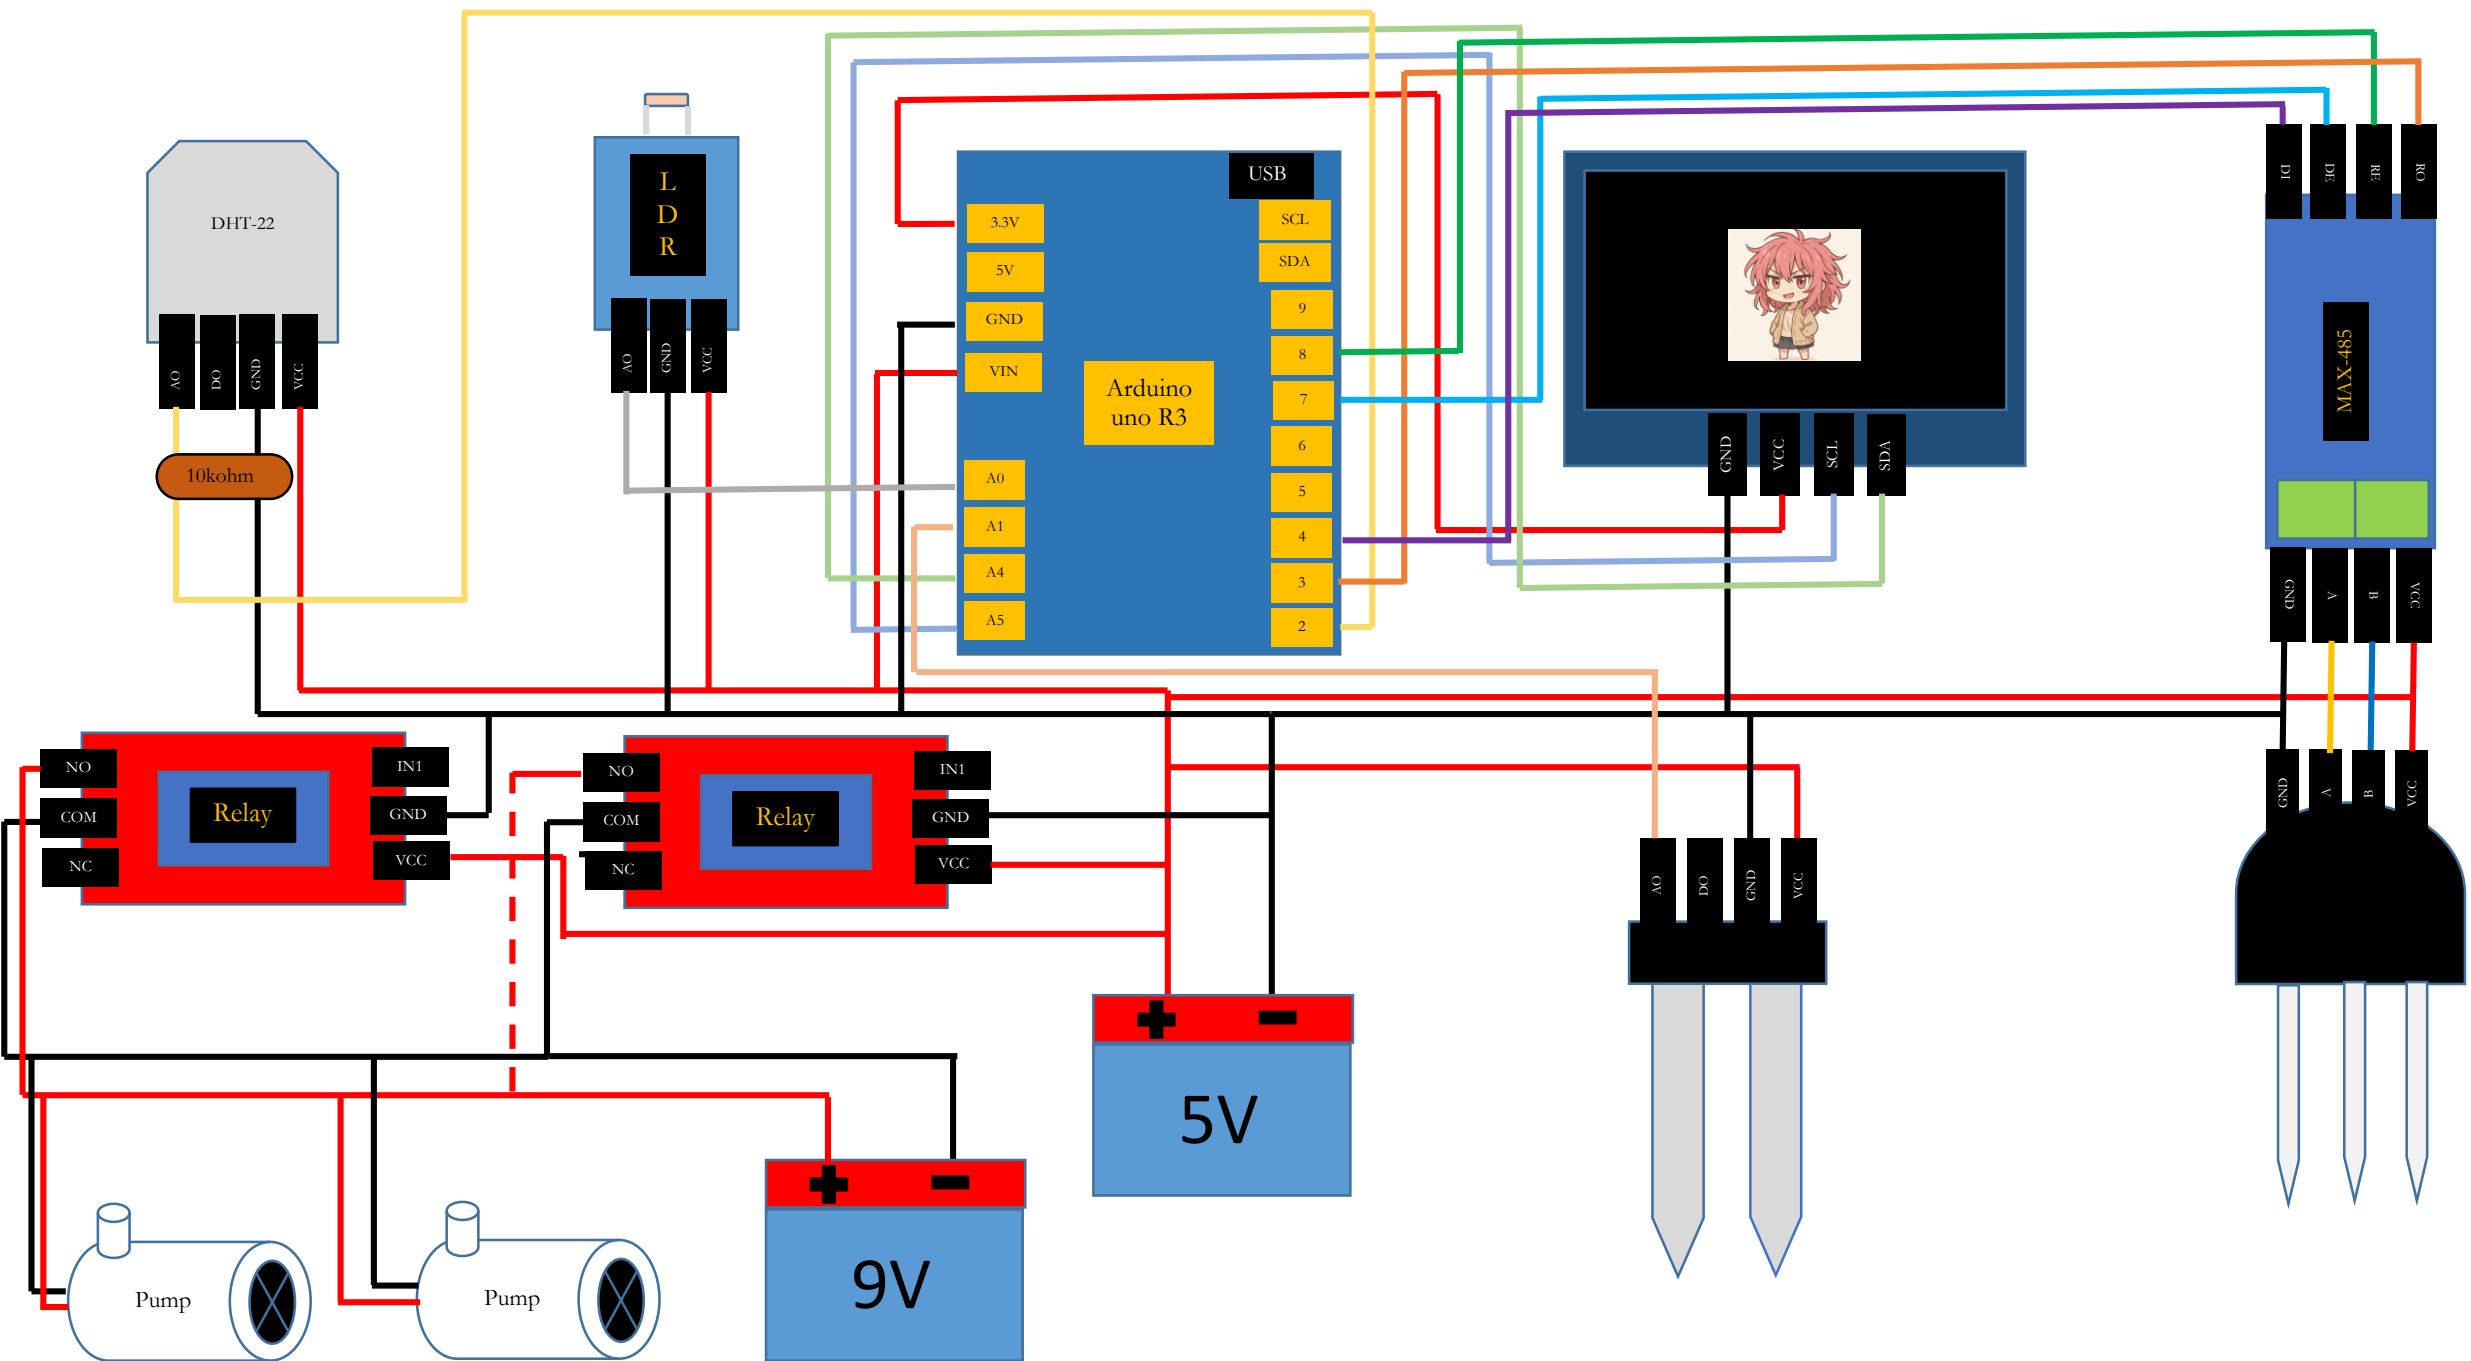 USB
DI
DE
RE
RO
DHT-22
L
D
R
3.3V
5V
GND
VIN
A0
A1
A4
A5
Arduino
uno R3
SCL
SDA
9
8
7
6
5
4
3
2
AO
DO
GND
VCC
AO
GND
VCC
10kohm
GND
VCC
SCL
SDA
MAX-485
GND
A
B
VCC
NO
COM
NC
Relay
IN1
GND
VCC
NO
COM
NC
Relay
IN1
GND
VCC
GND
A
B
VCC
AO
DO
GND
VCC
5V
9V
Pump
Pump